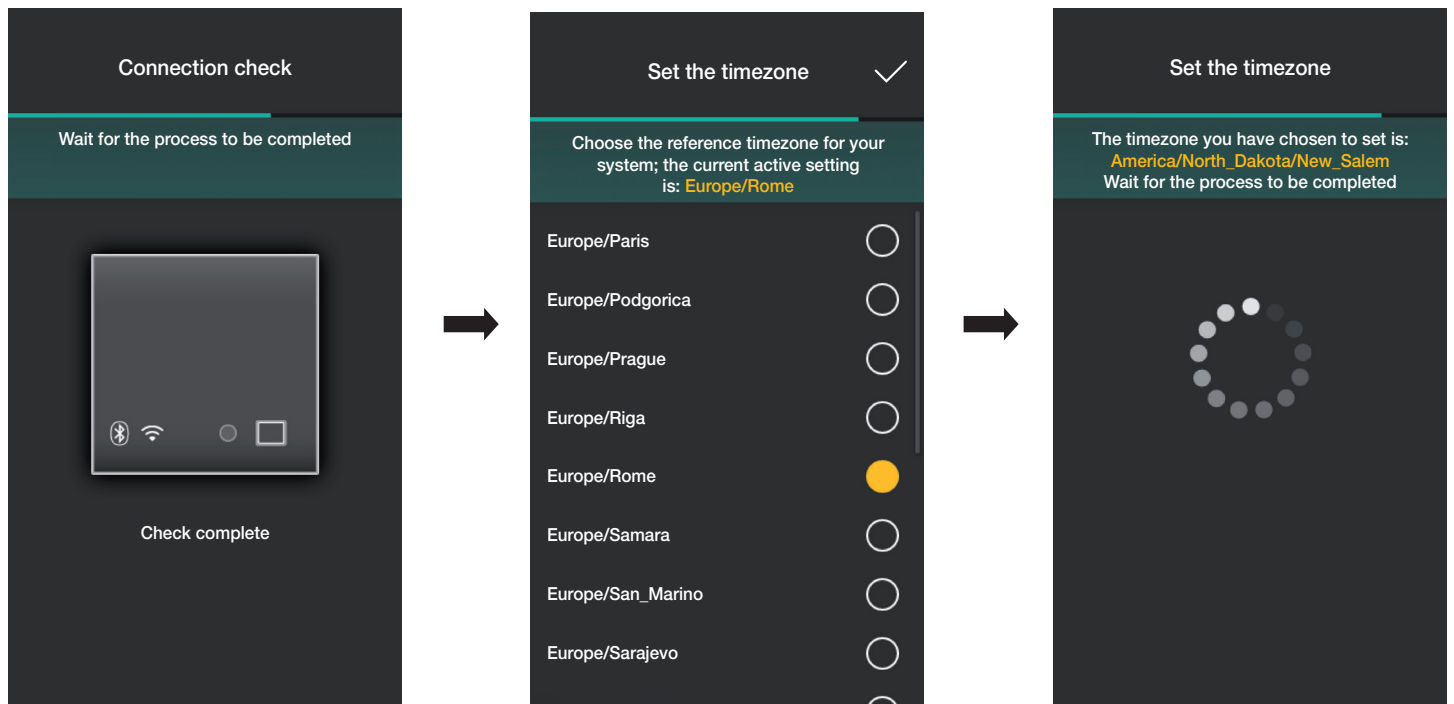 Connection check
Wait for the process to be completed
Check complete
Set the timezone
Choose the reference timezone for your
system; the current active setting
is: Europe/Rome
Europe/Paris
Europe/Podgorica
Europe/Prague
Europe/Riga
Europe/Rome
Europe/Samara
Europe/San_Marino
Europe/Sarajevo
Set the timezone
The timezone you have chosen to set is:
America/North_Dakota/New_Salem
Wait for the process to be completed